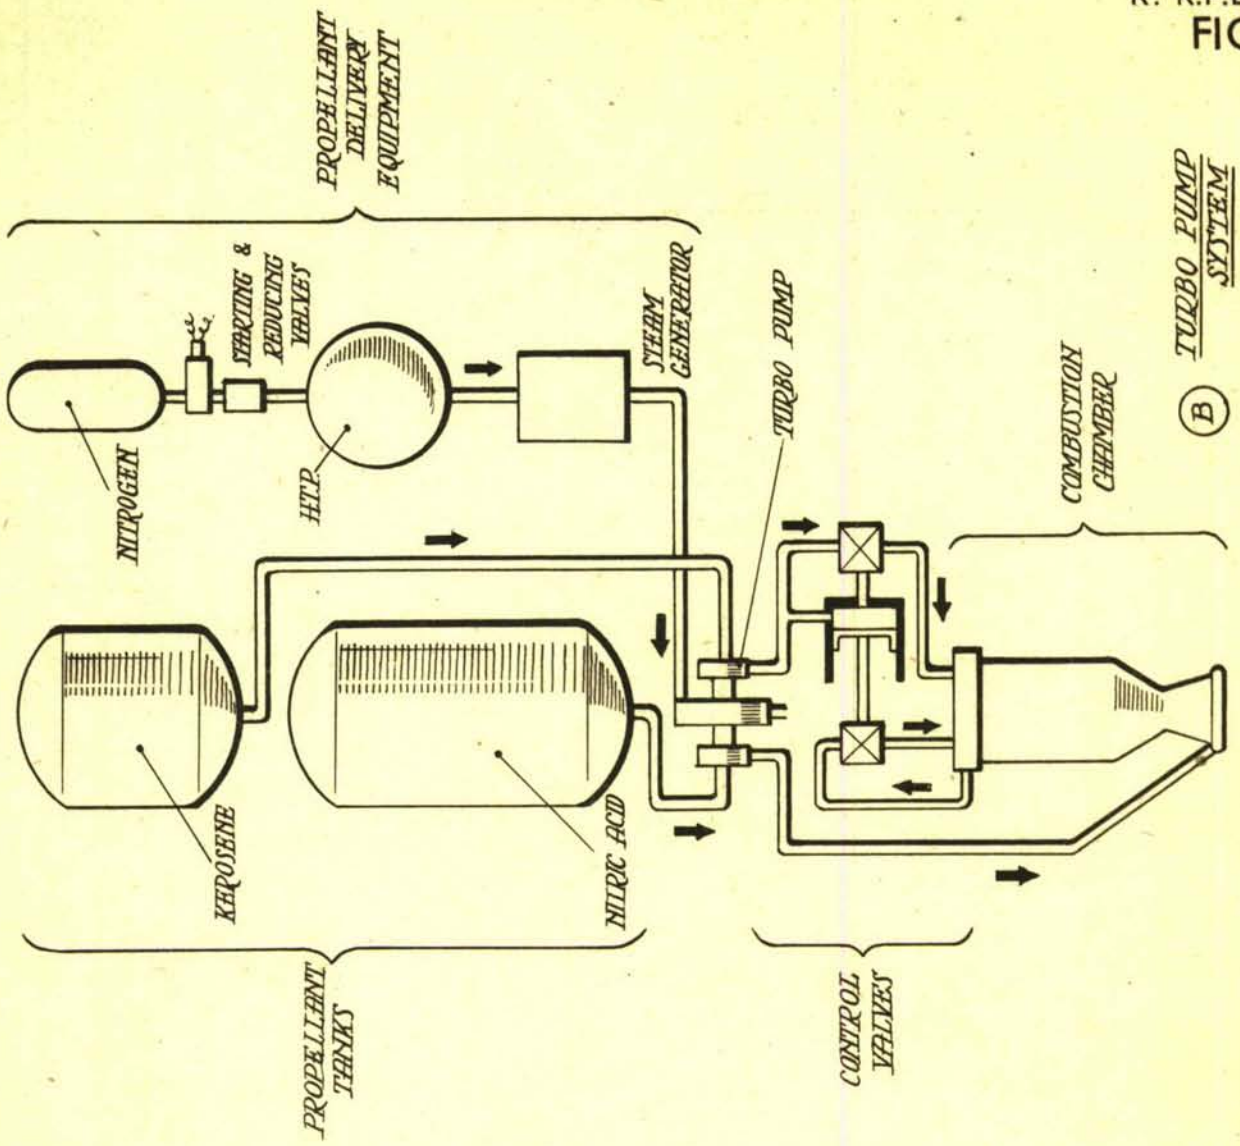 FIG
PROPELLANT
DELIVERY
EQUIPMENT
STARTING &
REDUCING
VALVES
NITROGEN
H.T.P.
STEAM
GENERATOR
TURBO PUMP
KEROSENE
NITRIC ACID
PROPELLANT
TANKS
CONTROL
VALVES
COMBUSTION
CHAMBER
B
TURBO PUMP
SYSTEM